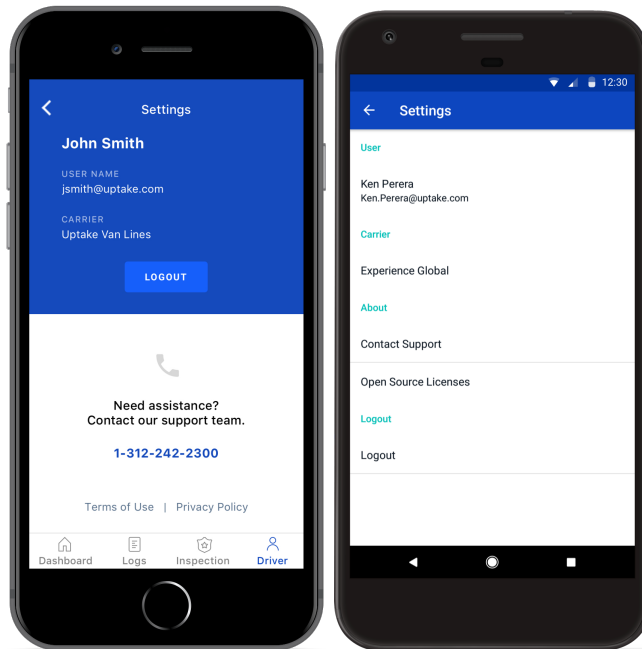 Settings
John Smith
USER NAME
jsmith@uptake.com
CARRIER
Uptake Van Lines
LOGOUT
Need assistance?
Contact our support team.
1-312-242-2300
Terms of Use | Privacy Policy
Dashboard Logs Inspection Driver
12:30
Settings
User
Ken Perera
Ken.Perera@uptake.com
Carrier
Experience Global
About
Contact Support
Open Source Licenses
Logout
Logout